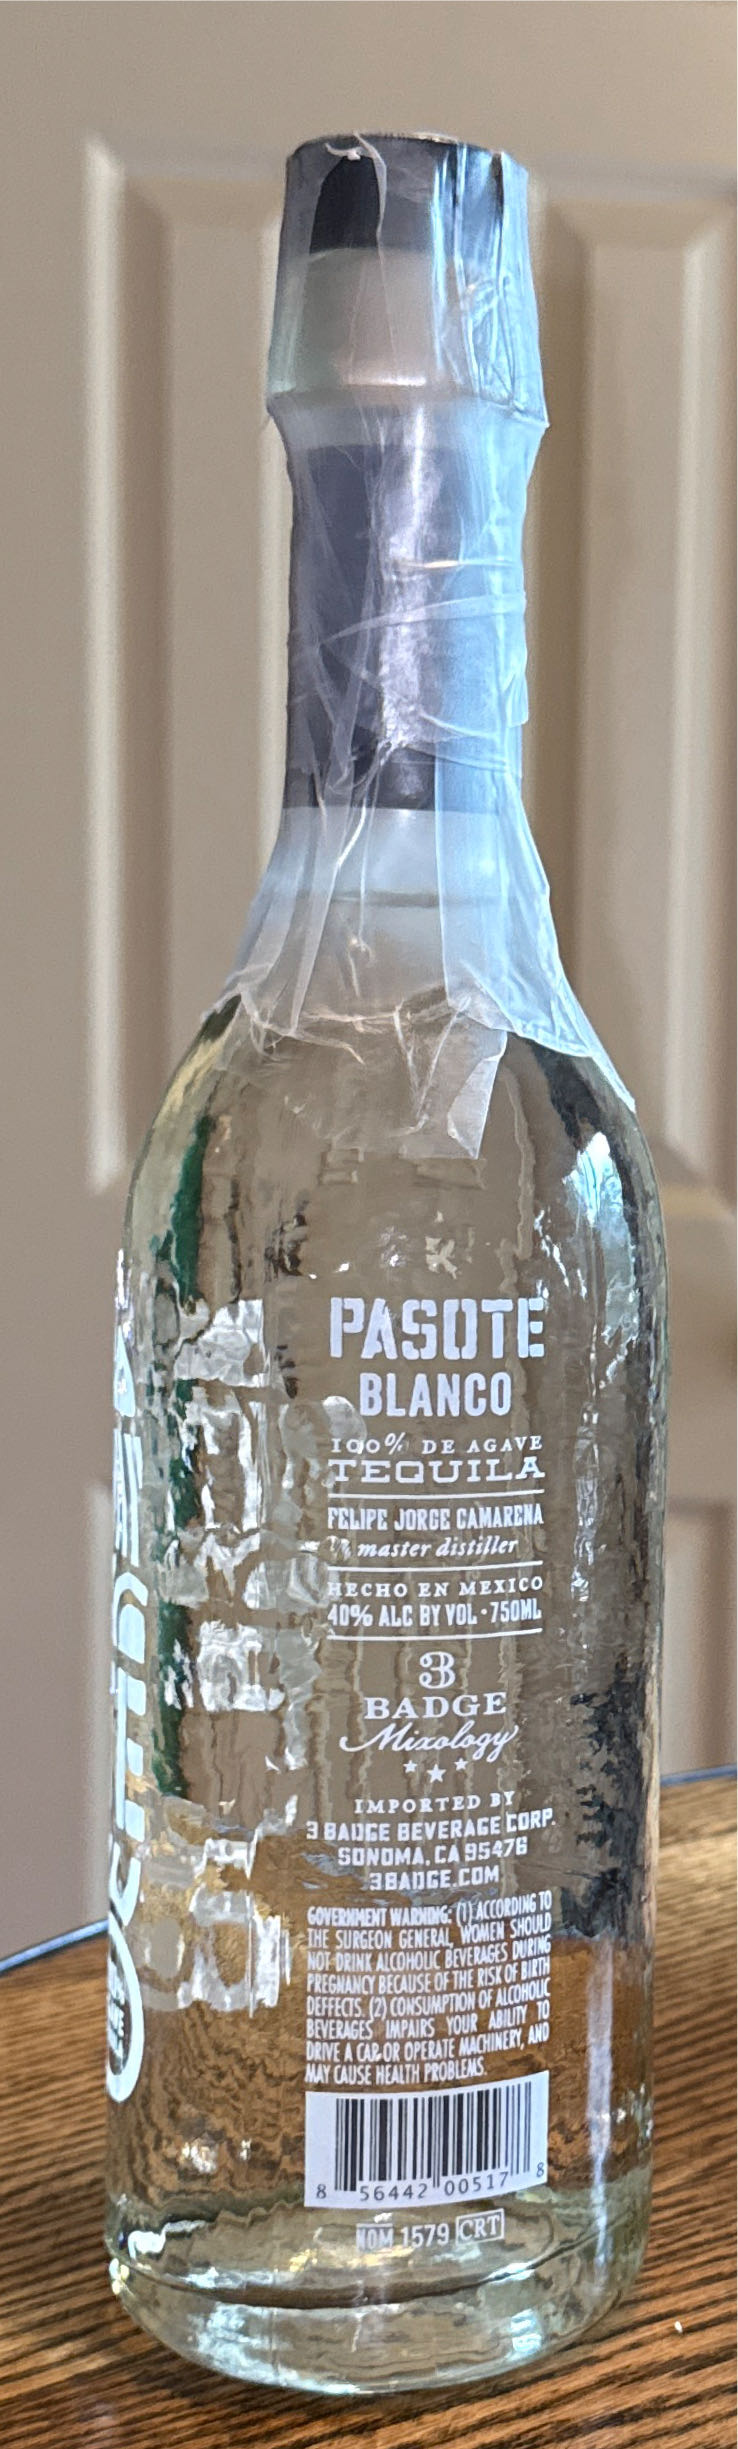 PASOTE
BLANCO
100% DE AGAVE
TEQUILA
FELIPE JORGE CAMARENA
master distiller
HECHO EN MEXICO
40% ALC BY VOL · 750ML
3
BADGE
Mixology
IMPORTED BY
3 BADGE BEVERAGE CORP.
SONOMA, CA 95476
3BADGE.COM
GOVERNMENT WARNING: (1) ACCORDING TO
THE SURGEON GENERAL, WOMEN SHOULD
NOT DRINK ALCOHOLIC BEVERAGES DURING
PREGNANCY BECAUSE OF THE RISK OF BIRTH
DEFFECTS. (2) CONSUMPTION OF ALCOHOLIC
BEVERAGES IMPAIRS YOUR ABILITY TO
DRIVE A CAR OR OPERATE MACHINERY, AND
MAY CAUSE HEALTH PROBLEMS.
8 56442 00517 8
NOM 1579 CRT